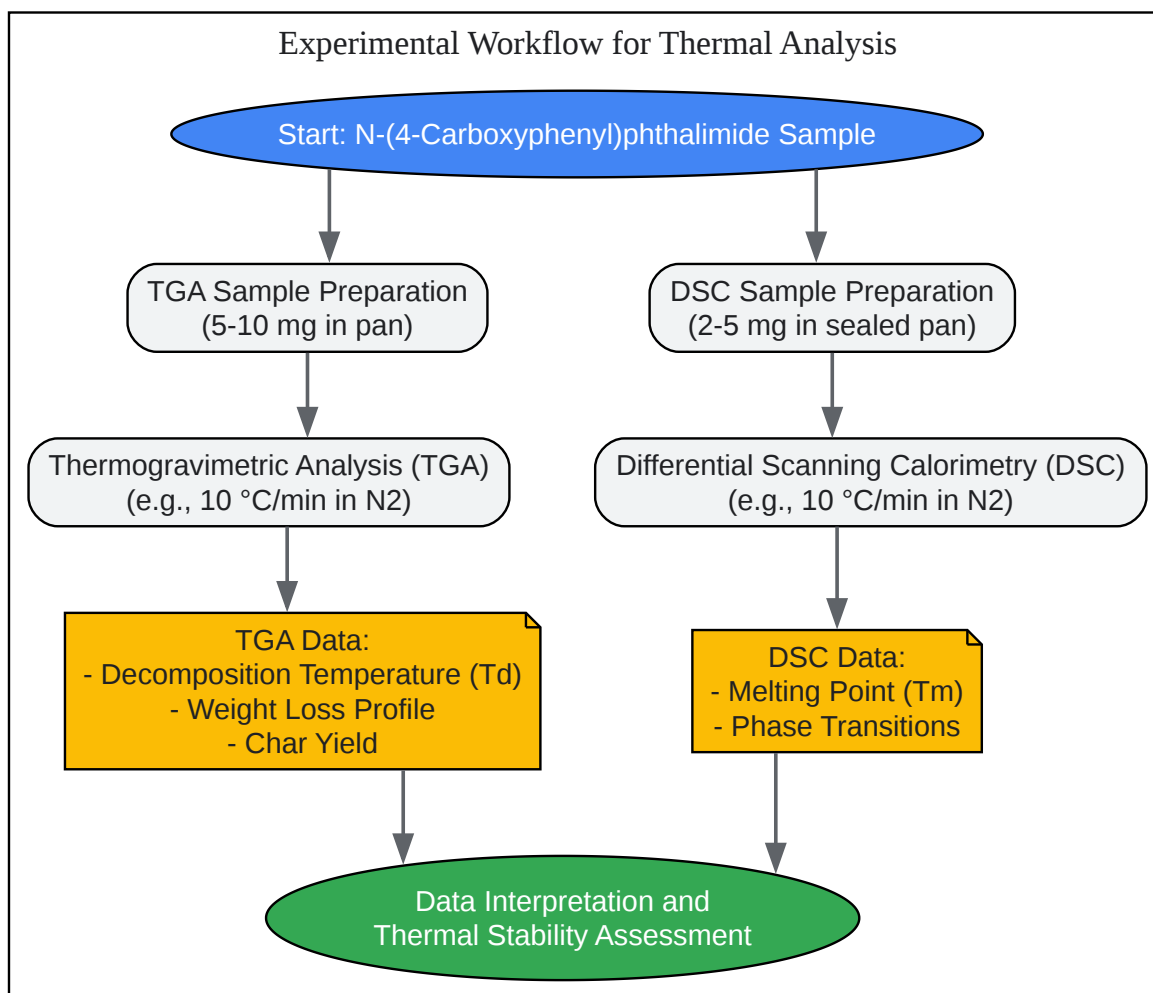 Experimental Workflow for Thermal Analysis
Start: N-(4-Carboxyphenyl)phthalimide Sample
TGA Sample Preparation
(5-10 mg in pan)
DSC Sample Preparation
(2-5 mg in sealed pan)
Thermogravimetric Analysis (TGA)
(e.g., 10 °C/min in N2)
Differential Scanning Calorimetry (DSC)
(e.g., 10 °C/min in N2)
TGA Data:
- Decomposition Temperature (Td)
- Weight Loss Profile
- Char Yield
DSC Data:
- Melting Point (Tm)
- Phase Transitions
Data Interpretation and
Thermal Stability Assessment